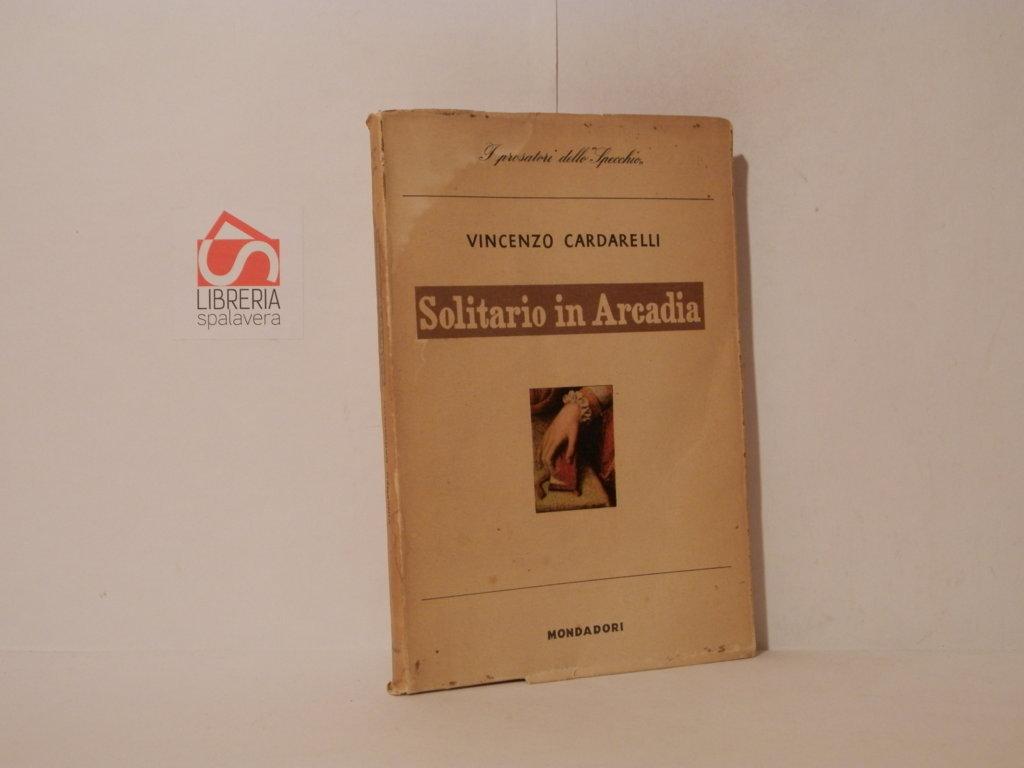 I prosatori dello "Specchio"
VINCENZO CARDARELLI
Solitario in Arcadia
MONDADORI
LIBRERIA
spalavera